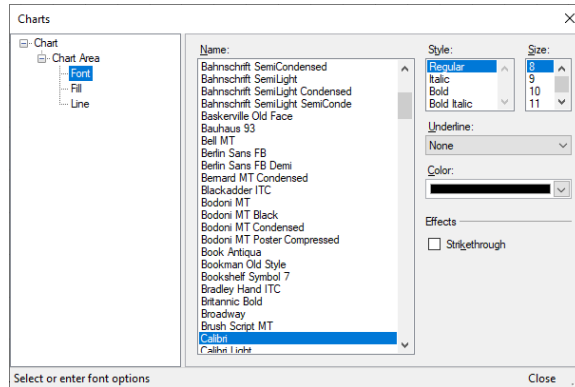 Charts
Chart
Chart Area
Font
Fill
Line
Name:
Bahnschrift SemiCondensed
Bahnschrift SemiLight
Bahnschrift SemiLight Condensed
Bahnschrift SemiLight SemiConde
Baskerville Old Face
Bauhaus 93
Bell MT
Berlin Sans FB
Berlin Sans FB Demi
Bernard MT Condensed
Blackadder ITC
Bodoni MT
Bodoni MT Black
Bodoni MT Condensed
Bodoni MT Poster Compressed
Book Antiqua
Bookman Old Style
Bookshelf Symbol 7
Bradley Hand ITC
Britannic Bold
Broadway
Brush Script MT
Calibri
Calibri Light
Style:
Regular
Italic
Bold
Bold Italic
Size:
8
9
10
11
Underline:
None
Color:
Effects
Strikethrough
Select or enter font options
Close